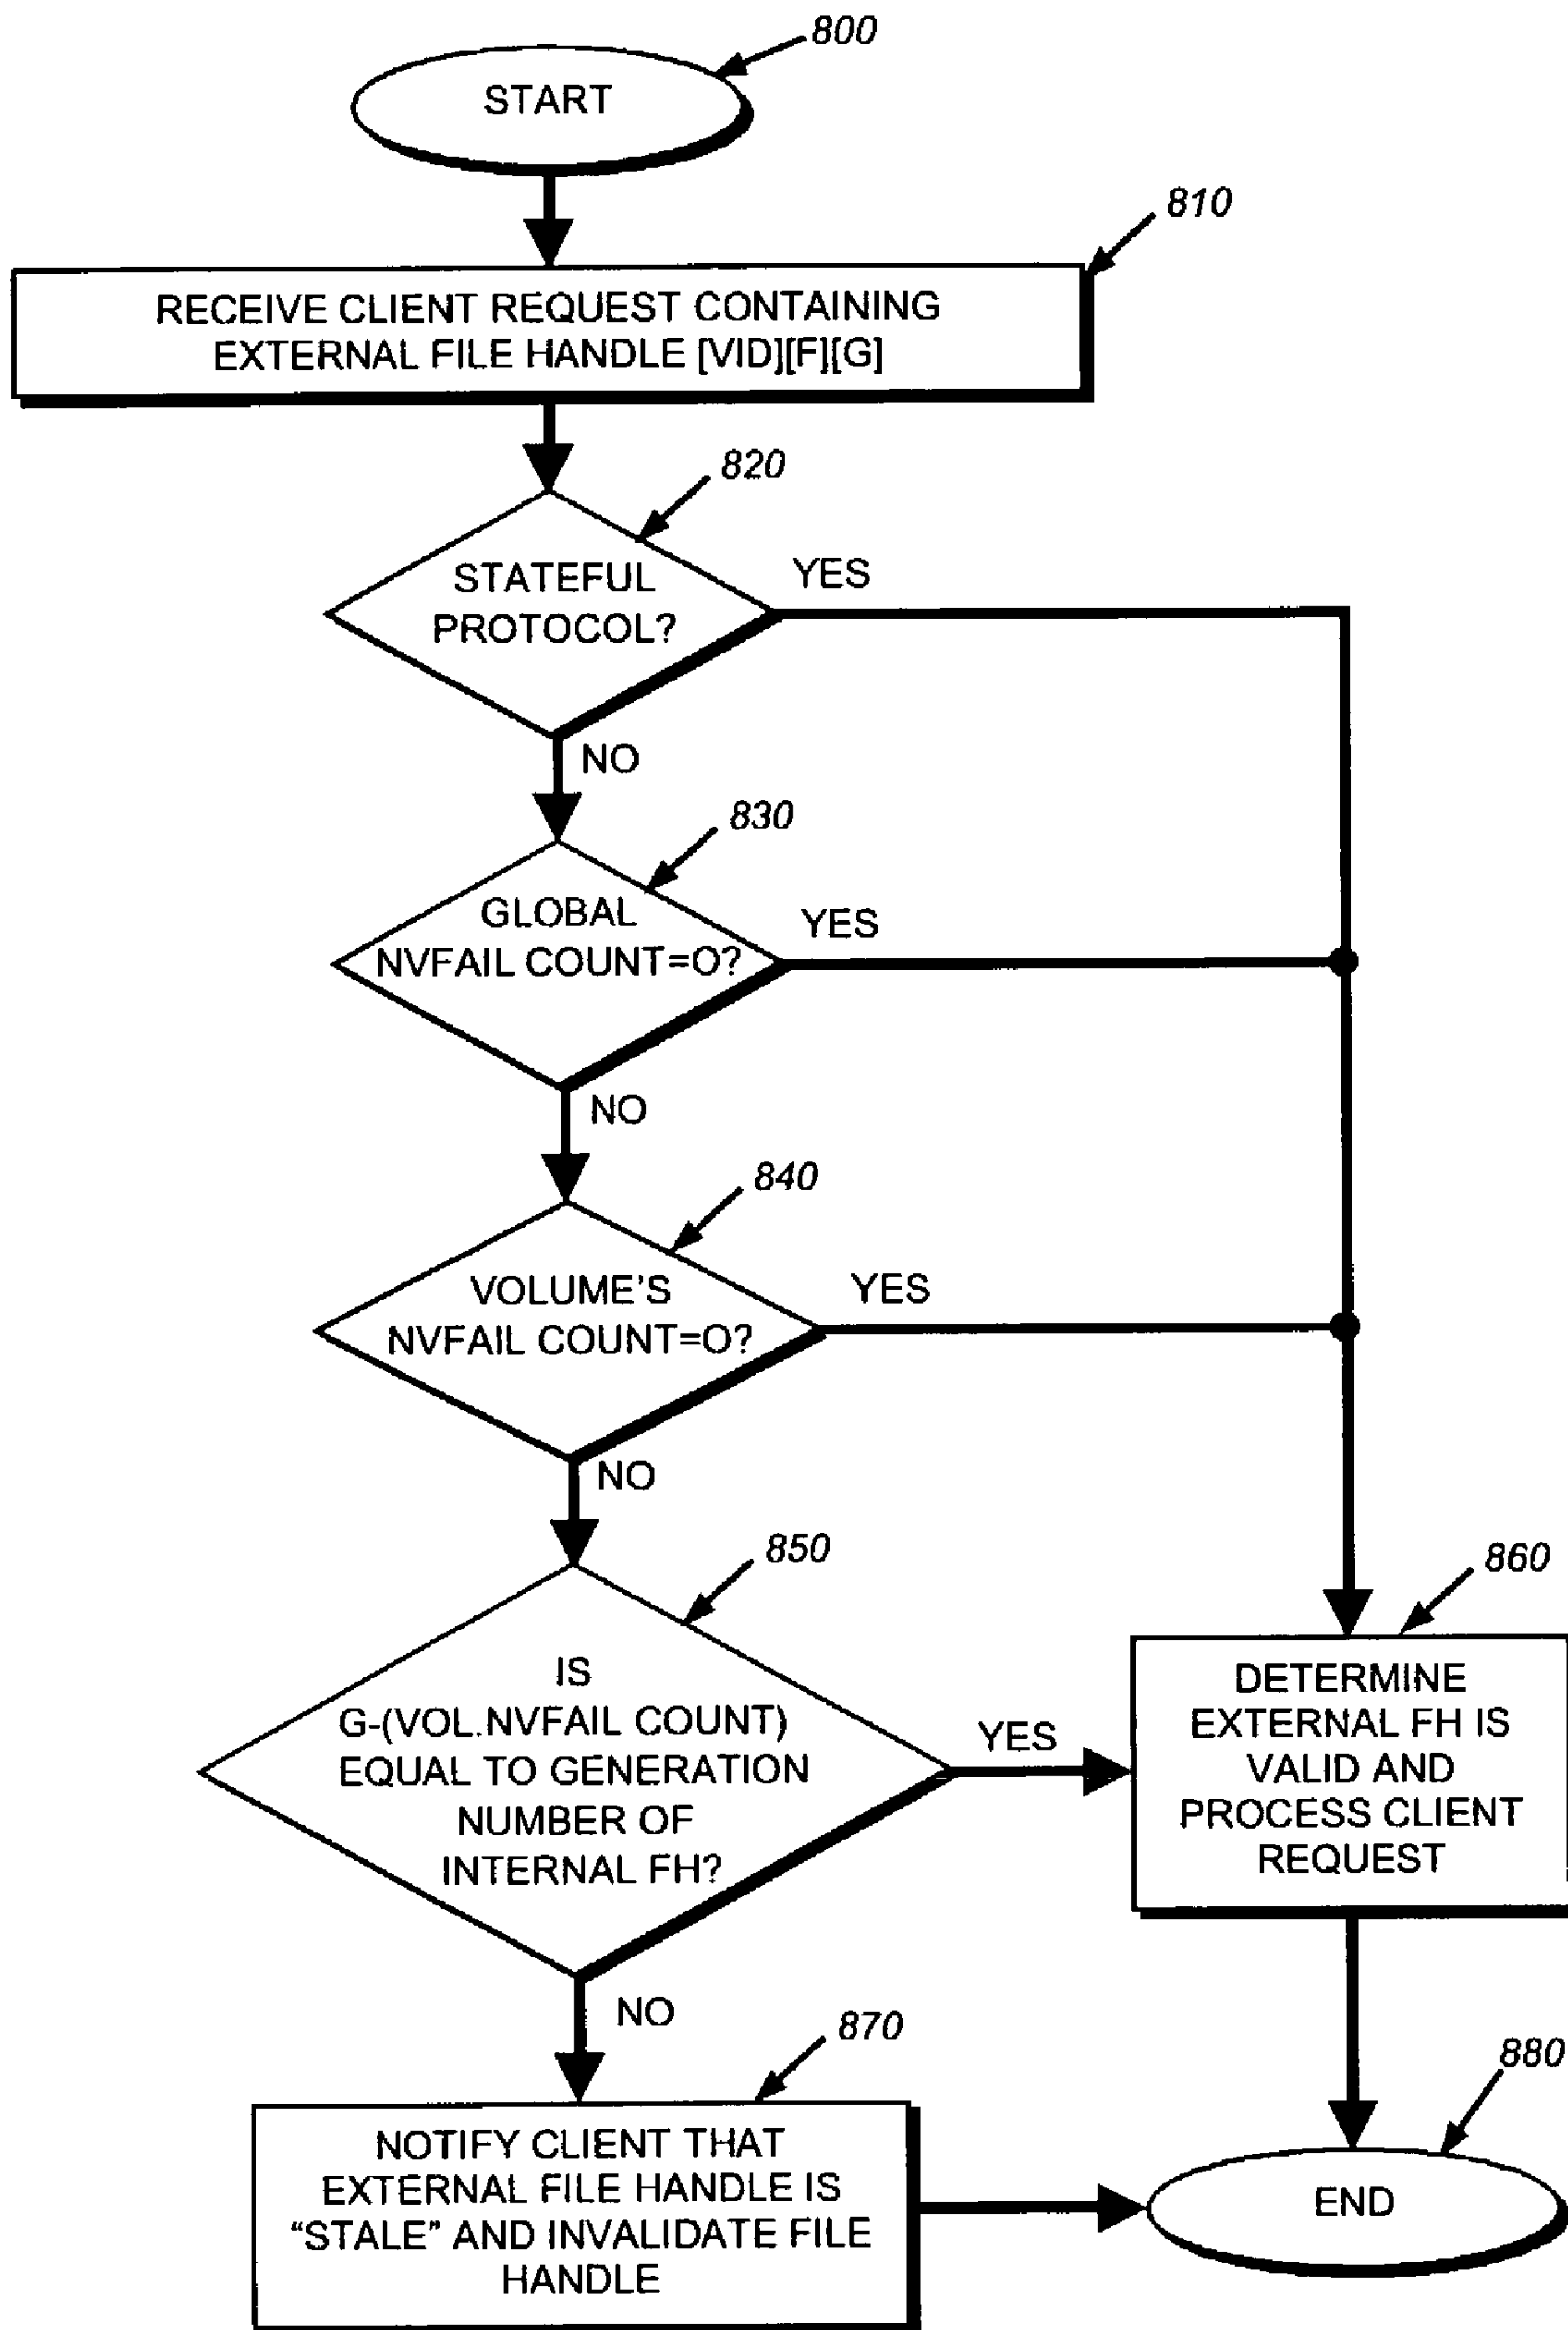 800
START
810
RECEIVE CLIENT REQUEST CONTAINING
EXTERNAL FILE HANDLE [VID][F][G]
820
STATEFUL
PROTOCOL?
YES
NO
830
GLOBAL
NVFAIL COUNT=O?
YES
NO
840
VOLUME'S
NVFAIL COUNT=O?
YES
NO
850
IS
G-(VOL.NVFAIL COUNT)
EQUAL TO GENERATION
NUMBER OF
INTERNAL FH?
YES
NO
860
DETERMINE
EXTERNAL FH IS
VALID AND
PROCESS CLIENT
REQUEST
870
NOTIFY CLIENT THAT
EXTERNAL FILE HANDLE IS
“STALE” AND INVALIDATE FILE
HANDLE
880
END